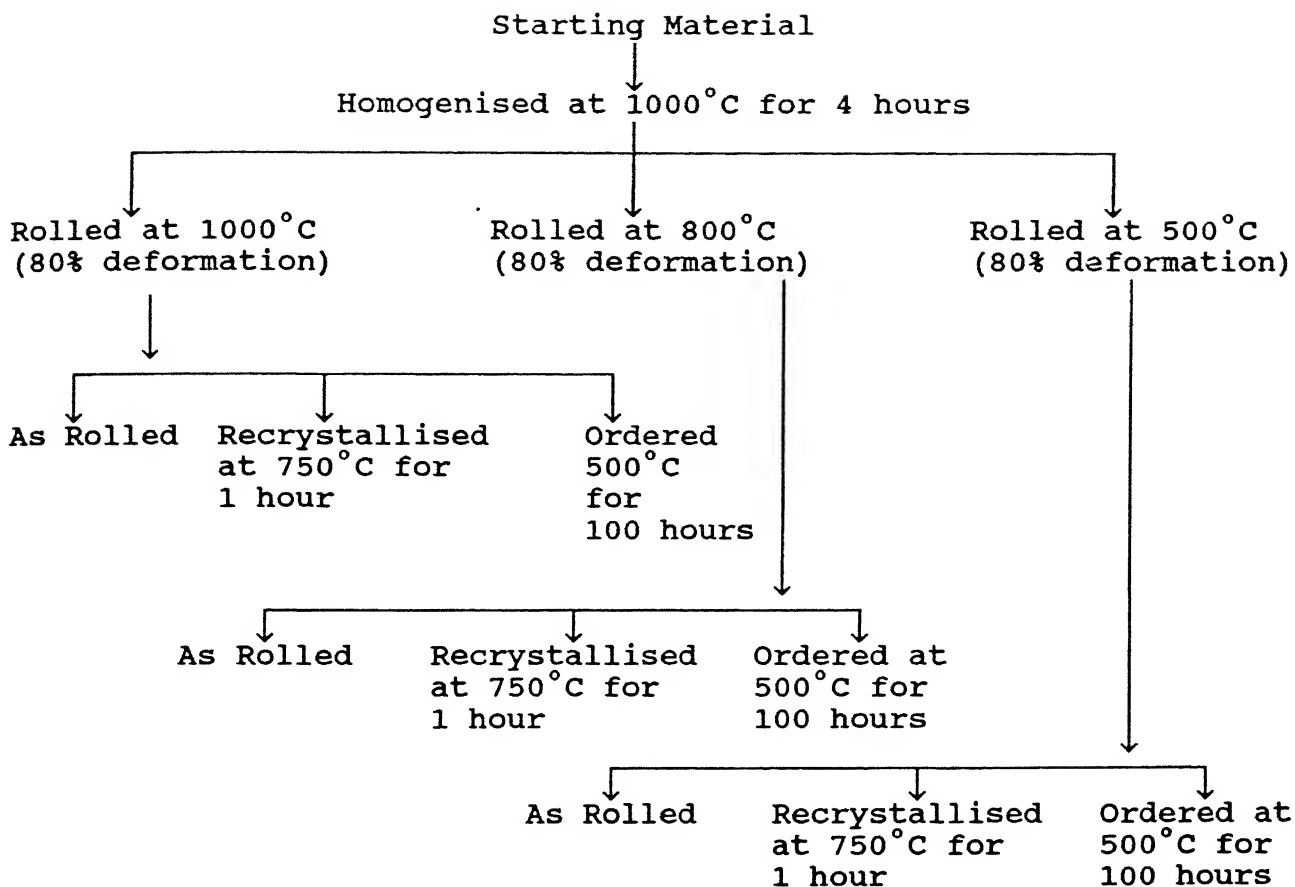 Starting Material
Homogenised at 1000°C for 4 hours
Rolled at 1000°C
(80% deformation)
Rolled at 800°C
(80% deformation)
Rolled at 500°C
(80% deformation)
As Rolled
Recrystallised
at 750°C for
1 hour
Ordered
500°C
for
100 hours
As Rolled
Recrystallised
at 750°C for
1 hour
Ordered at
500°C for
100 hours
As Rolled
Recrystallised
at 750°C for
1 hour
Ordered at
500°C for
100 hours